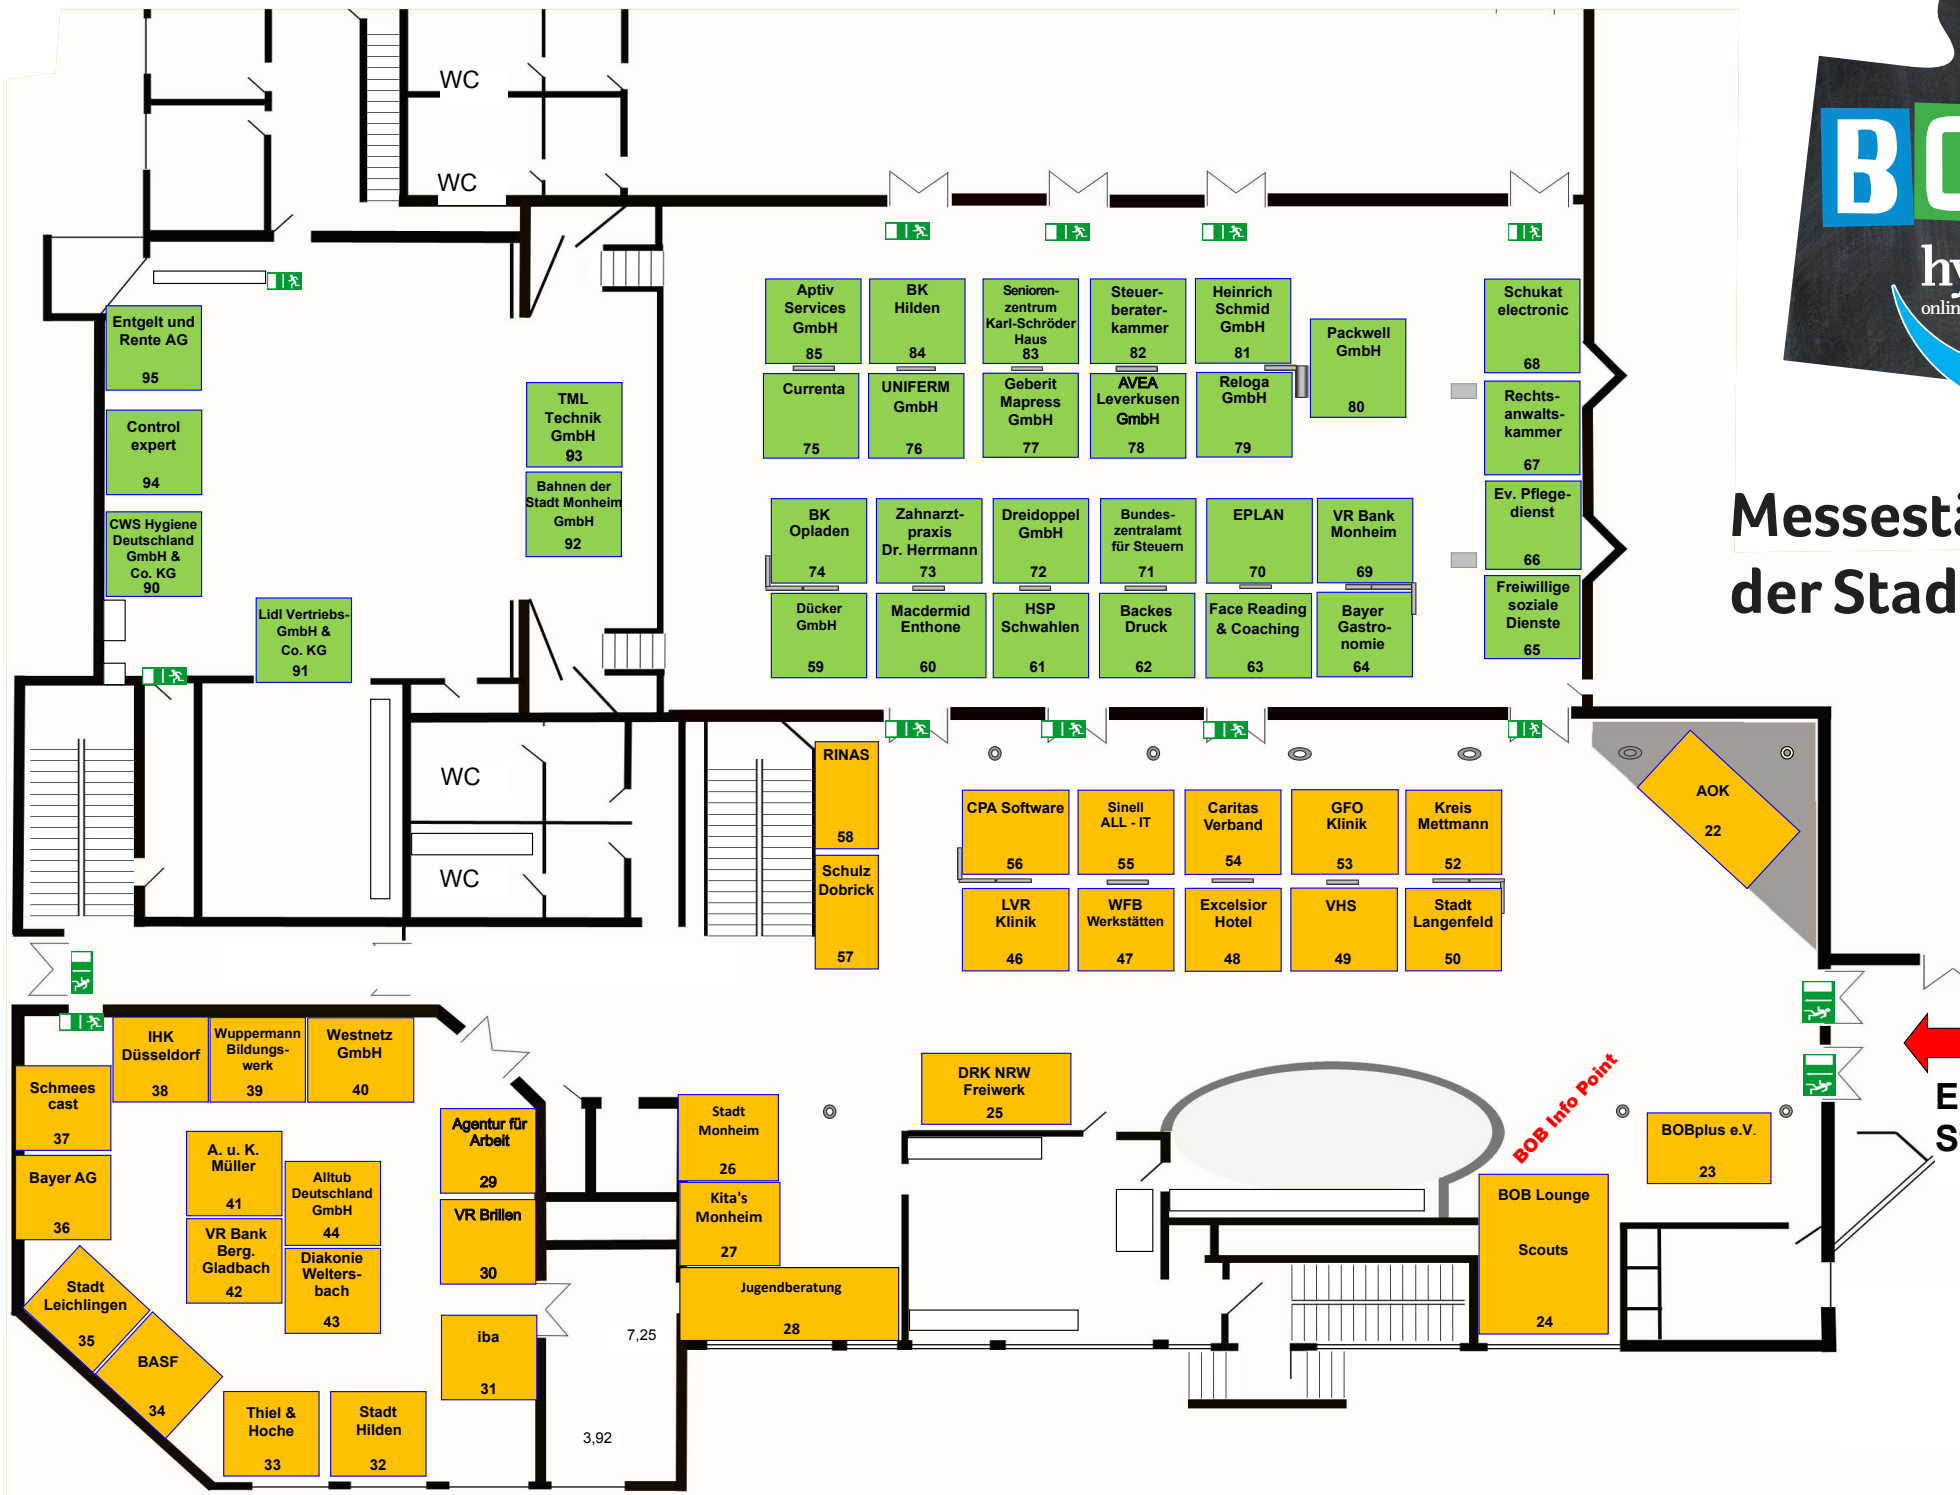 WC
WC
B
hy
onlin
Messestä
der Stad
Aptiv
Services
GmbH
85
BK
Hilden
84
Senioren-
zentrum
Karl-Schröder
Haus
83
Steuer-
berater-
kammer
82
Heinrich
Schmid
GmbH
81
Packwell
GmbH
80
Schukat
electronic
68
Entgelt und
Rente AG
95
Currenta
75
UNIFERM
GmbH
76
Geberit
Mapress
GmbH
77
AVEA
Leverkusen
GmbH
78
Reloga
GmbH
79
Rechts-
anwalts-
kammer
67
Control
expert
94
TML
Technik
GmbH
93
Bahnen der
Stadt Monheim
GmbH
92
CWS Hygiene
Deutschland
GmbH &
Co. KG
90
Lidl Vertriebs-
GmbH &
Co. KG
91
BK
Opladen
74
Zahnarzt-
praxis
Dr. Herrmann
73
Dreidoppel
GmbH
72
Bundes-
zentralamt
für Steuern
71
EPLAN
70
VR Bank
Monheim
69
Ev. Pflege-
dienst
66
Dücker
GmbH
59
Macdermid
Enthone
60
HSP
Schwahlen
61
Backes
Druck
62
Face Reading
& Coaching
63
Bayer
Gastro-
nomie
64
Freiwillige
soziale
Dienste
65
WC
WC
RINAS
58
Schulz
Dobrick
57
CPA Software
56
Sinell
ALL - IT
55
Caritas
Verband
54
GFO
Klinik
53
Kreis
Mettmann
52
AOK
22
LVR
Klinik
46
WFB
Werkstätten
47
Excelsior
Hotel
48
VHS
49
Stadt
Langenfeld
50
IHK
Düsseldorf
38
Wuppermann
Bildungs-
werk
39
Westnetz
GmbH
40
Schmees
cast
37
Bayer AG
36
A. u. K.
Müller
41
Alltub
Deutschland
GmbH
44
VR Bank
Berg.
Gladbach
42
Diakonie
Welters-
bach
43
Agentur für
Arbeit
29
VR Brillen
30
iba
31
Stadt
Leichlingen
35
BASF
34
Thiel &
Hoche
33
Stadt
Hilden
32
7,25
3,92
Stadt
Monheim
26
Kita's
Monheim
27
Jugendberatung
28
DRK NRW
Freiwerk
25
BOB Info Point
BOB Lounge
Scouts
24
BOBplus e.V.
23
E
S